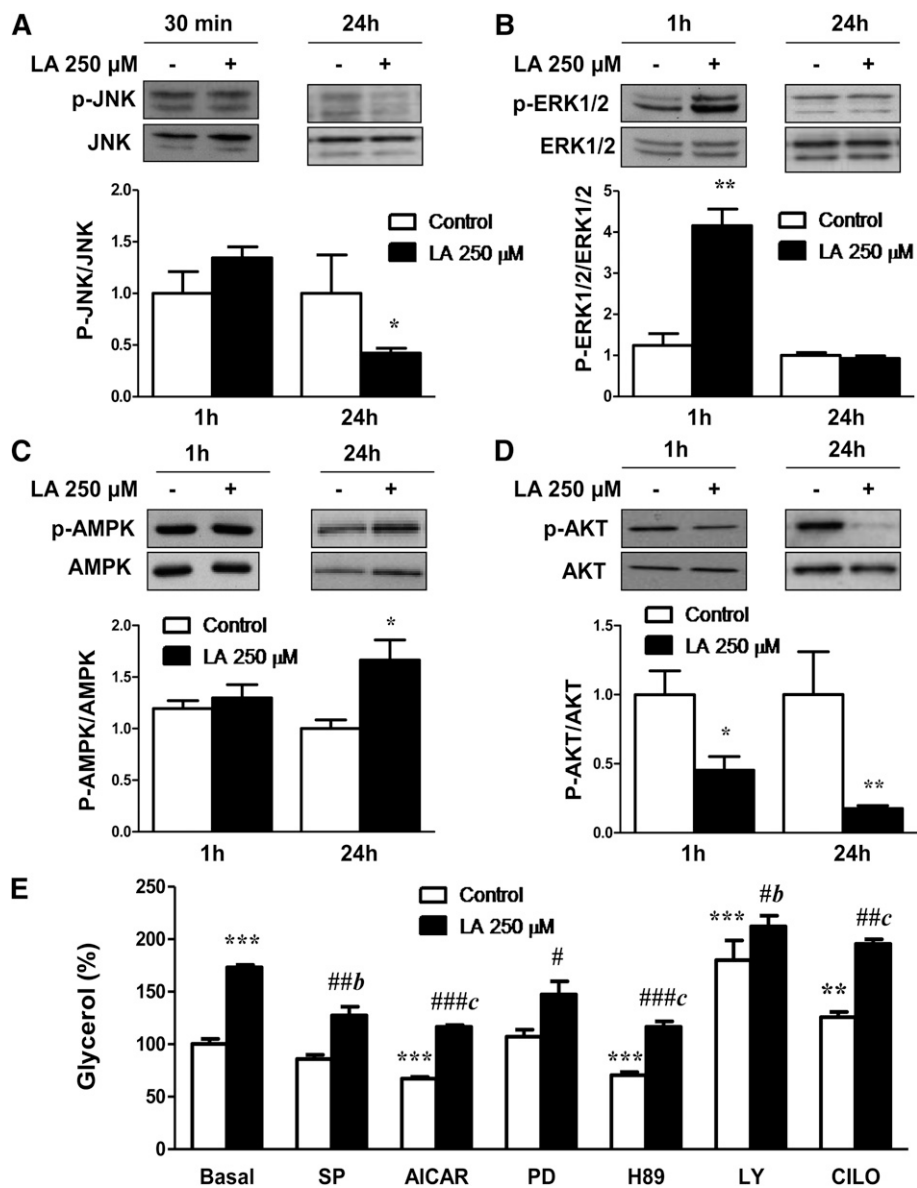 A
30 min 24h
LA 250 µM - + - +
p-JNK
JNK
2.0
1.5
1.0
0.5
0.0
P-JNK/JNK
Control
LA 250 µM
*
1h 24h
B
1h 24h
LA 250 µM - + - +
p-ERK1/2
ERK1/2
5
4
3
2
1
0
P-ERK1/2/ERK1/2
**
Control
LA 250 µM
1h 24h
C
1h 24h
LA 250 µM - + - +
p-AMPK
AMPK
2.0
1.5
1.0
0.5
0.0
P-AMPK/AMPK
Control
LA 250 µM
*
1h 24h
D
1h 24h
LA 250 µM - + - +
p-AKT
AKT
1.5
1.0
0.5
0.0
P-AKT/AKT
Control
LA 250 µM
* **
1h 24h
E
250
200
150
100
50
0
Glycerol (%)
Control
LA 250 µM
*** ##b *** ###c # *** ###c *** #b ** ##c
Basal SP AICAR PD H89 LY CILO